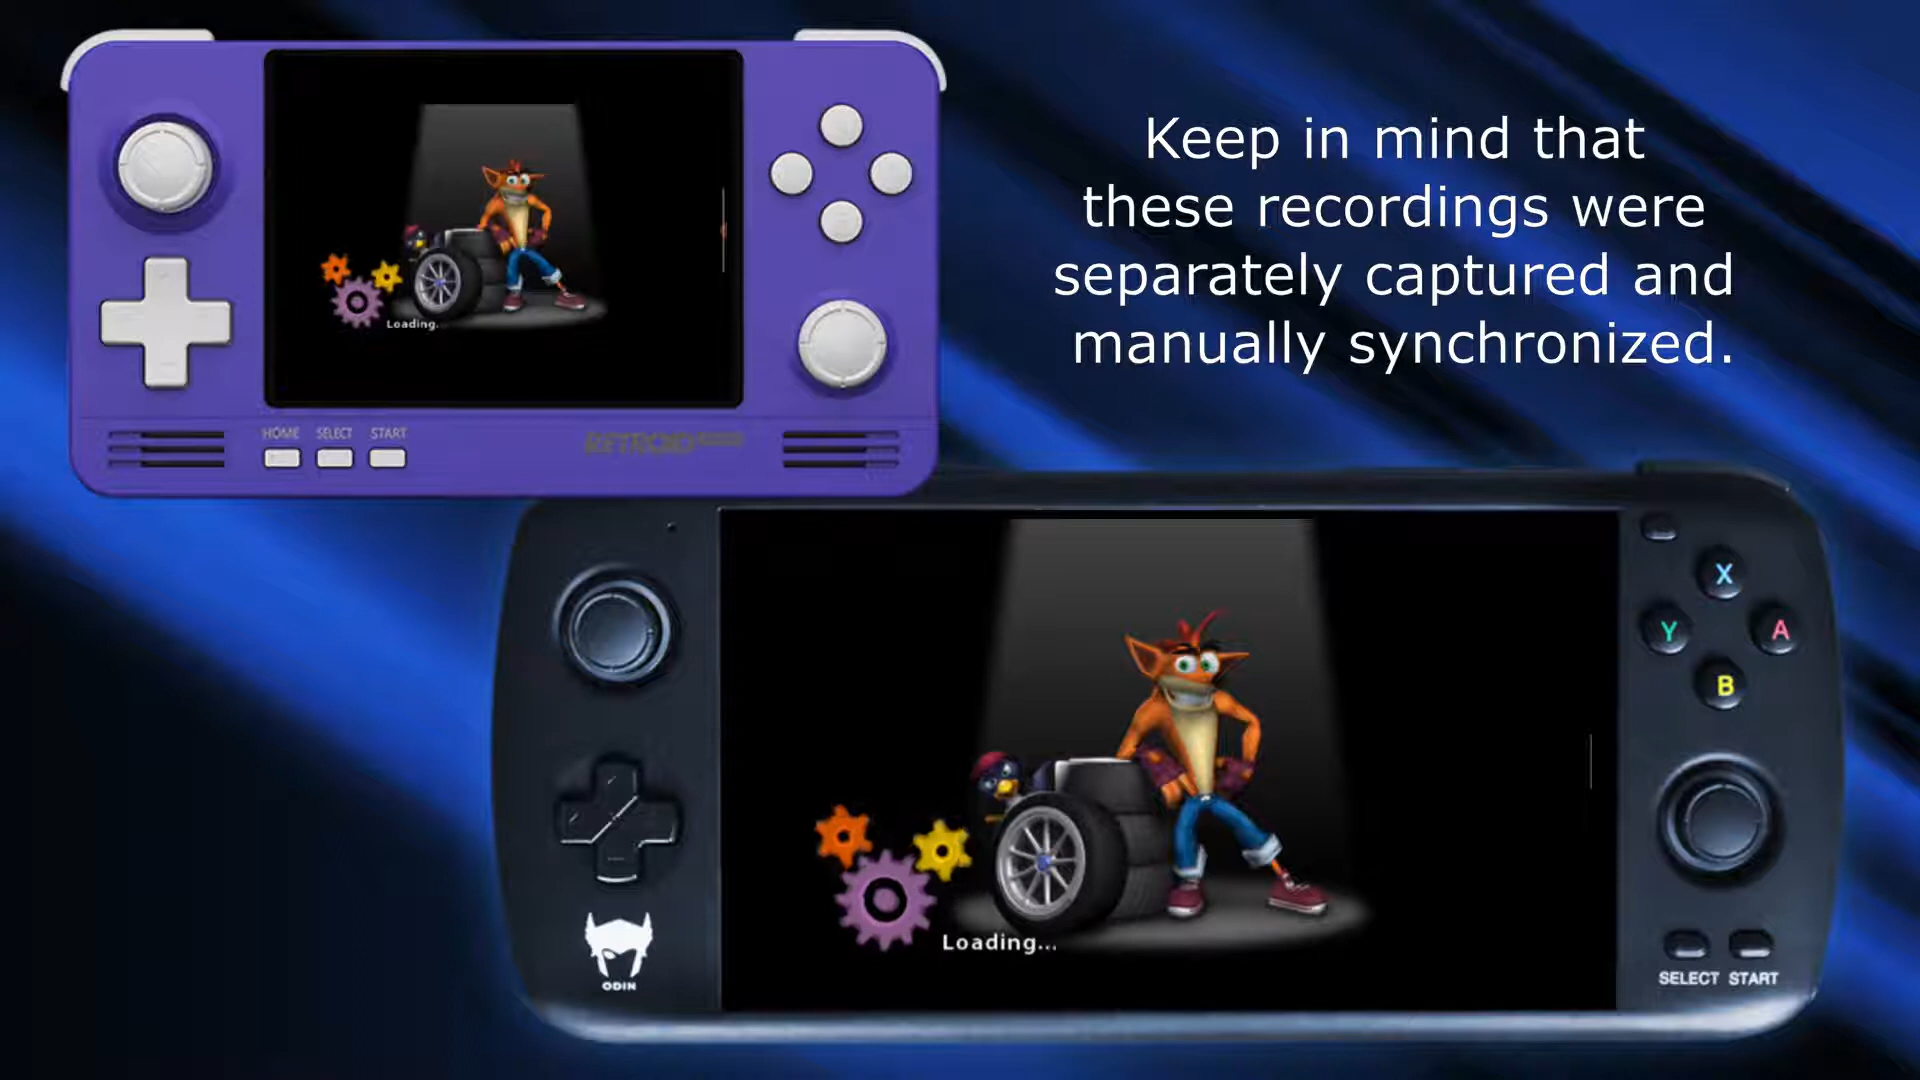 Keep in mind that
these recordings were
separately captured and
manually synchronized.
Loading.
HOME SELECT START
RETROID
X
Y A
B
Loading...
ODIN
SELECT START